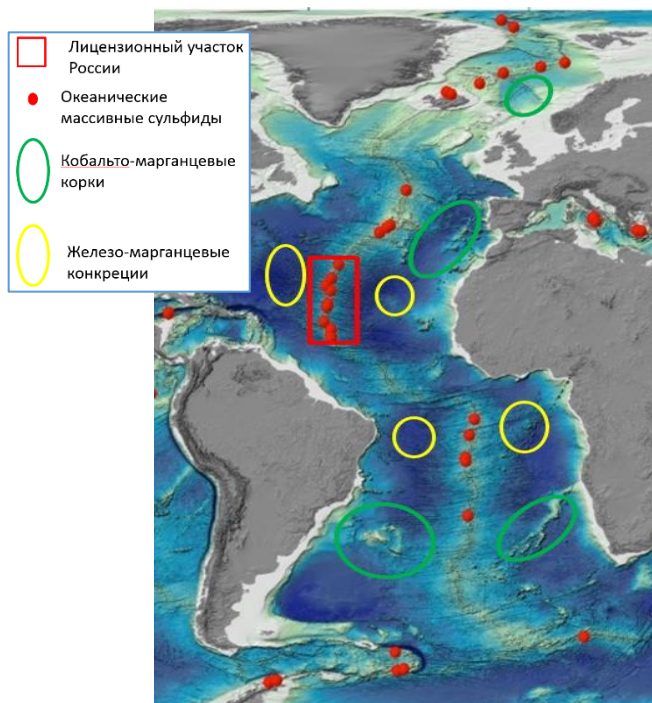 Лицензионный участок
России
Океанические
массивные сульфиды
Кобальто-марганцевые
корки
Железо-марганцевые
конкреции